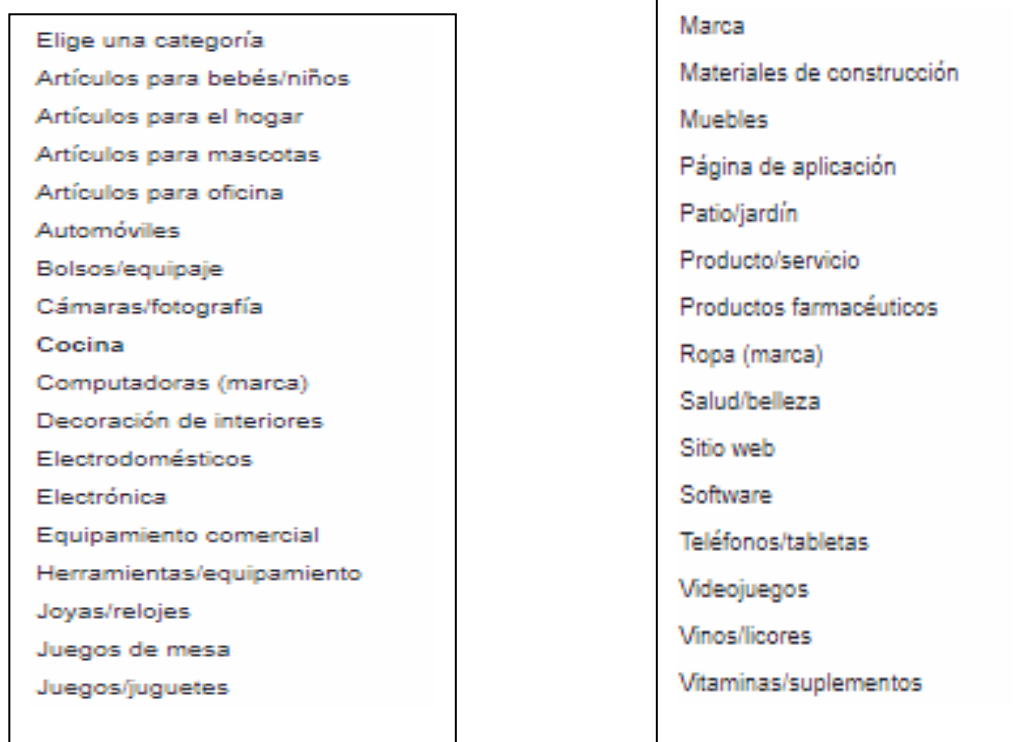 Elige una categoría
Artículos para bebés/niños
Artículos para el hogar
Artículos para mascotas
Artículos para oficina
Automóviles
Bolsos/equipaje
Cámaras/fotografía
Cocina
Computadoras (marca)
Decoración de interiores
Electrodomésticos
Electrónica
Equipamiento comercial
Herramientas/equipamiento
Joyas/relojes
Juegos de mesa
Juegos/juguetes
Marca
Materiales de construcción
Muebles
Página de aplicación
Patio/jardín
Producto/servicio
Productos farmacéuticos
Ropa (marca)
Salud/belleza
Sitio web
Software
Teléfonos/tabletas
Videojuegos
Vinos/licores
Vitaminas/suplementos